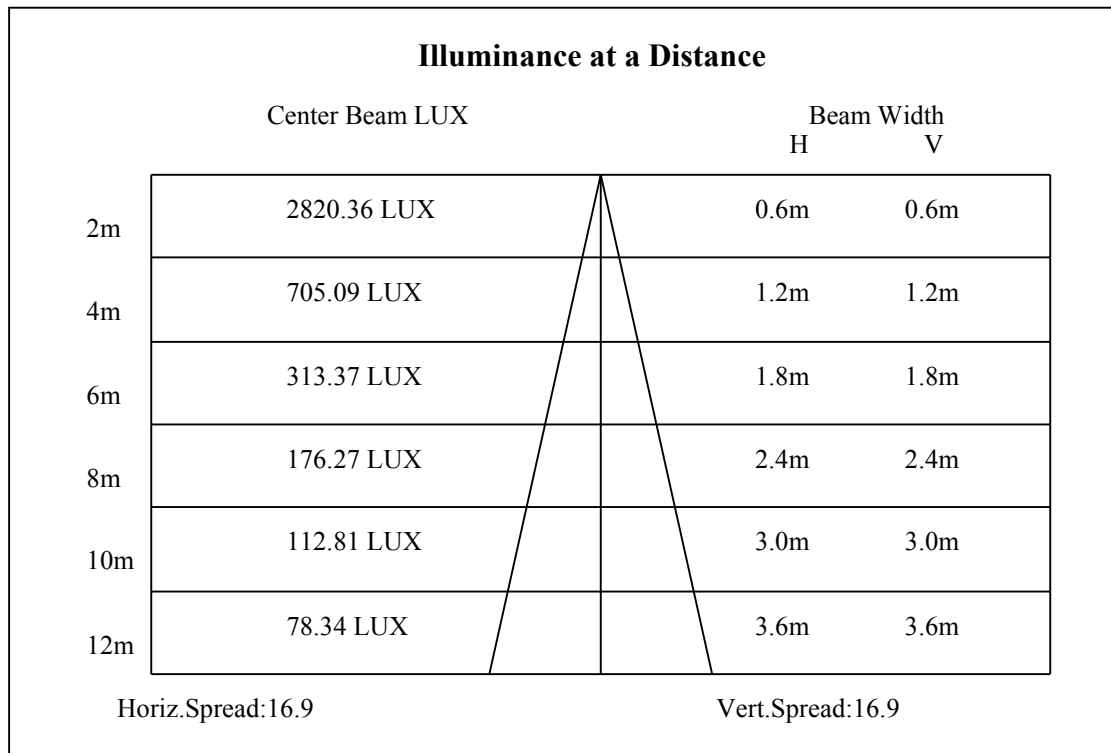 Illuminance at a Distance
Center Beam LUX Beam Width
H V
2m 2820.36 LUX 0.6m 0.6m
4m 705.09 LUX 1.2m 1.2m
6m 313.37 LUX 1.8m 1.8m
8m 176.27 LUX 2.4m 2.4m
10m 112.81 LUX 3.0m 3.0m
12m 78.34 LUX 3.6m 3.6m
Horiz.Spread:16.9 Vert.Spread:16.9